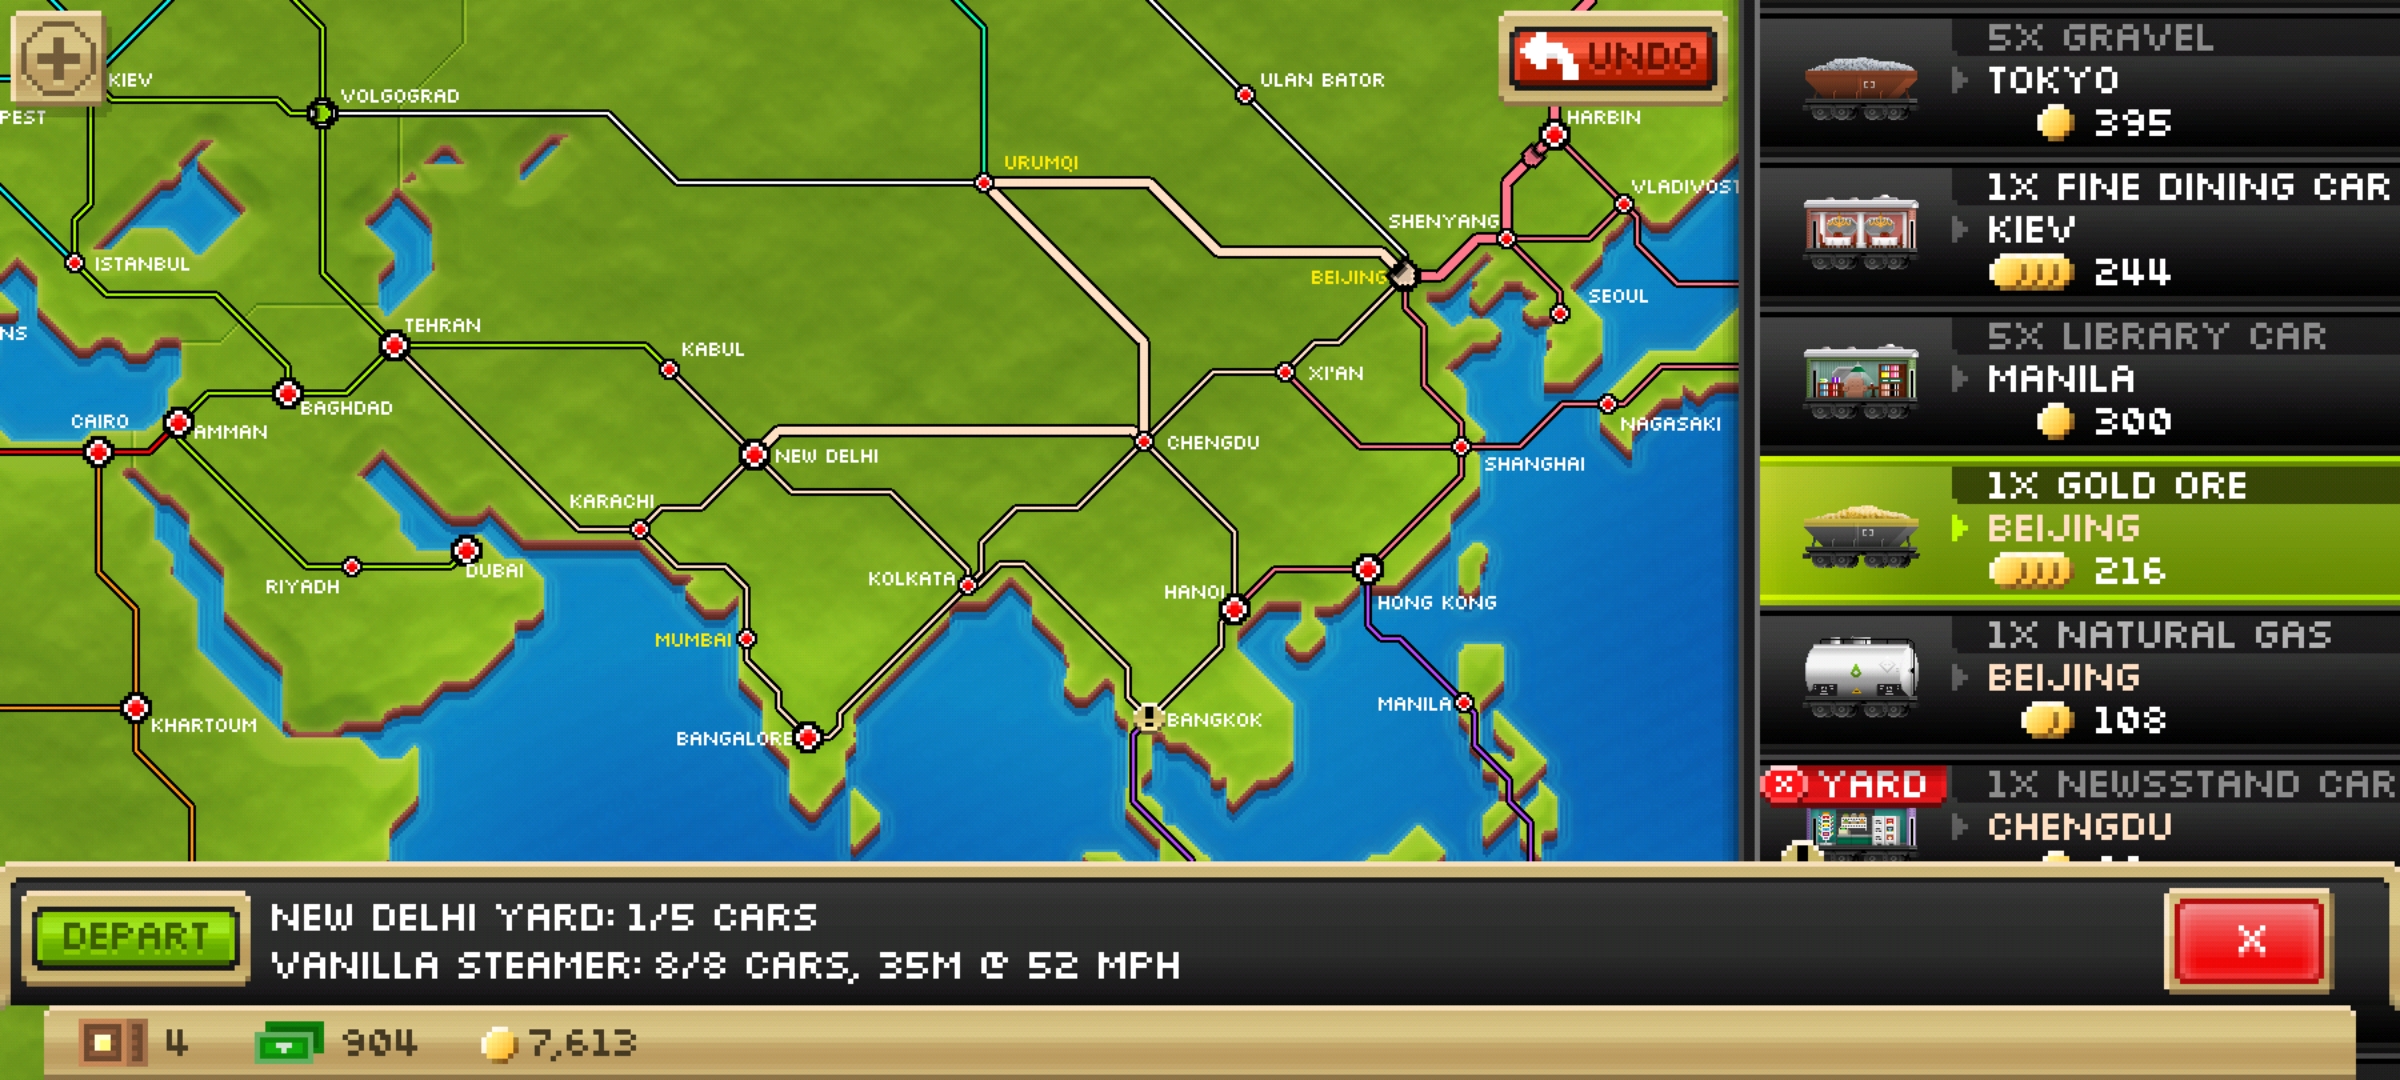 KIEV
VOLGOGRAD
PEST
ISTANBUL
NS
TEHRAN
KABUL
BAGHDAD
CAIRO
AMMAN
NEW DELHI
KARACHI
RIYADH
DUBAI
KHARTOUM
MUMBAI
BANGALORE
KOLKATA
URUMQI
CHENGDU
HANOI
BANGKOK
ULAN BATOR
BEIJING
XI'AN
SHENYANG
HARBIN
VLADIVOST
SEOUL
NAGASAKI
SHANGHAI
HONG KONG
MANILA
UNDO
5X GRAVEL
TOKYO
395
1X FINE DINING CAR
KIEV
244
5X LIBRARY CAR
MANILA
300
1X GOLD ORE
BEIJING
216
1X NATURAL GAS
BEIJING
108
X YARD
1X NEWSSTAND CAR
CHENGDU
DEPART
NEW DELHI YARD: 1/5 CARS
VANILLA STEAMER: 8/8 CARS, 35M @ 52 MPH
X
4
904
7,613